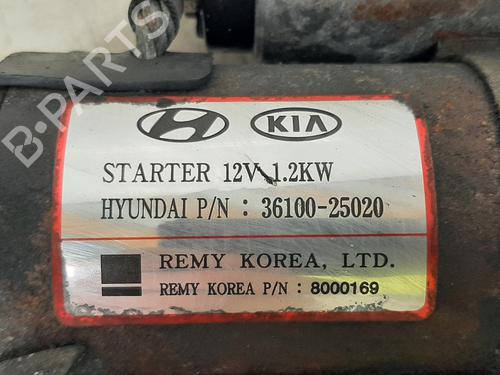 KIA
STARTER 12V 1.2KW
HYUNDAI P/N : 36100-25020
REMY KOREA, LTD.
REMY KOREA P/N : 8000169
B-PARTS